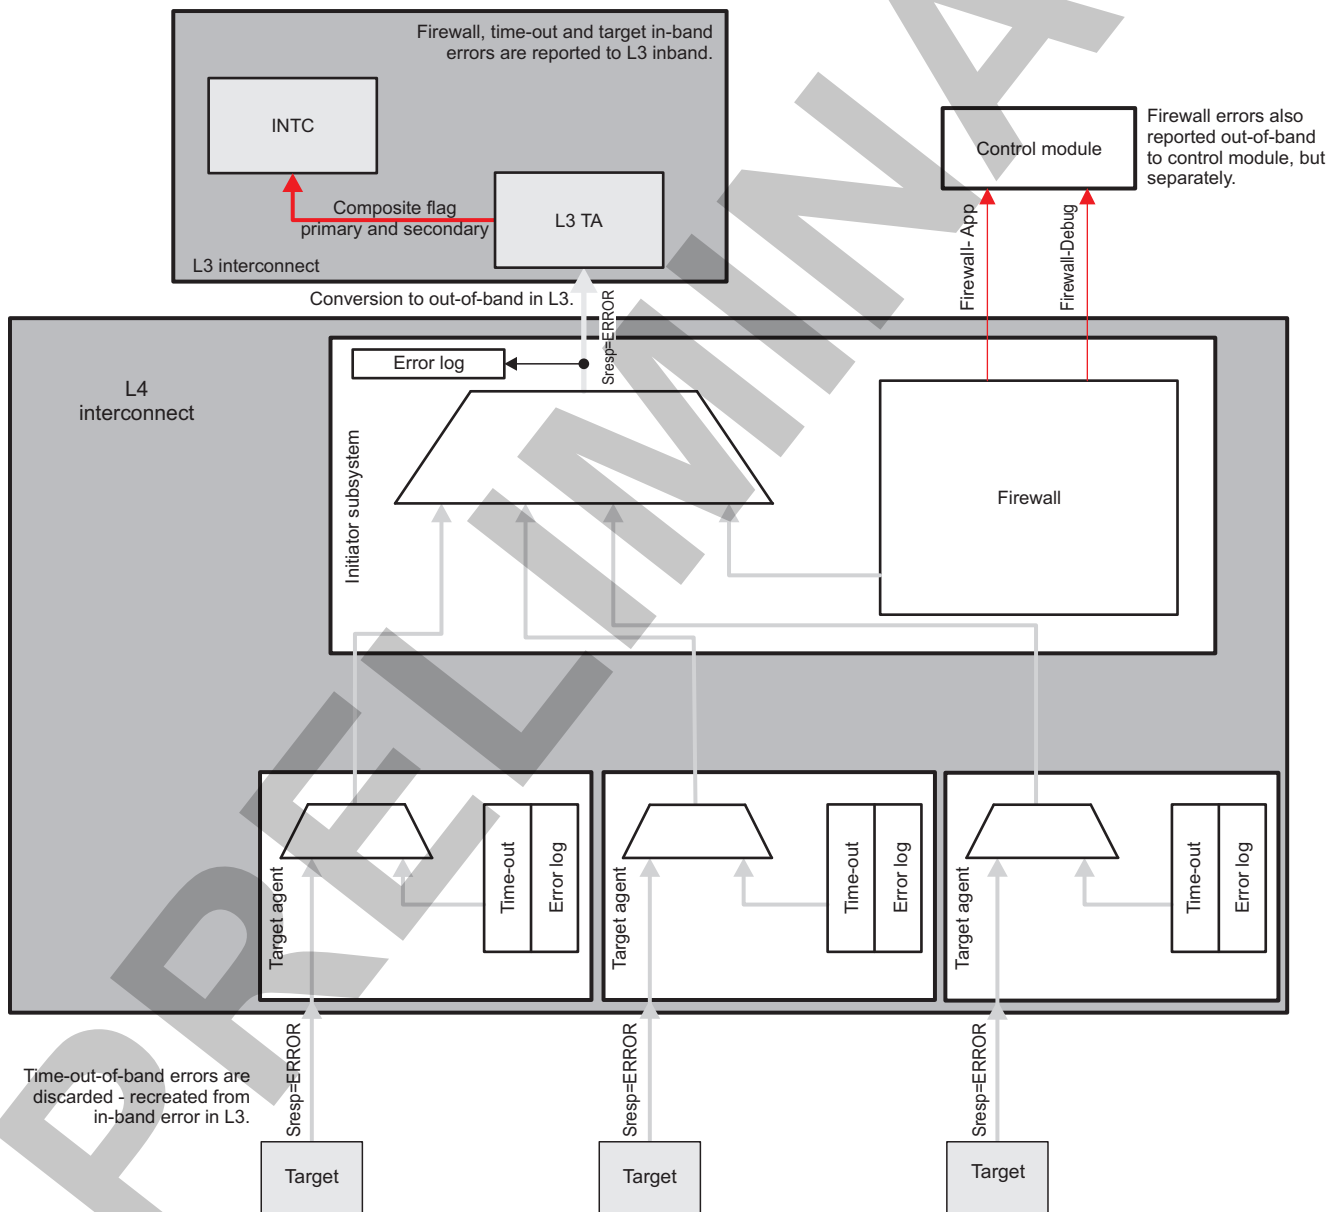 Firewall, time-out and target in-band
errors are reported to L3 inband.
INTC
Composite flag
primary and secondary
L3 TA
L3 interconnect
Control module
Firewall errors also
reported out-of-band
to control module, but
separately.
Firewall- App
Firewall-Debug
Conversion to out-of-band in L3.
Sresp=ERROR
L4
interconnect
Error log
Initiator subsystem
Firewall
Target agent
Time-out
Error log
Target agent
Time-out
Error log
Target agent
Time-out
Error log
Time-out-of-band errors are
discarded - recreated from
in-band error in L3.
Sresp=ERROR
Sresp=ERROR
Sresp=ERROR
Target
Target
Target
PRELIMINA